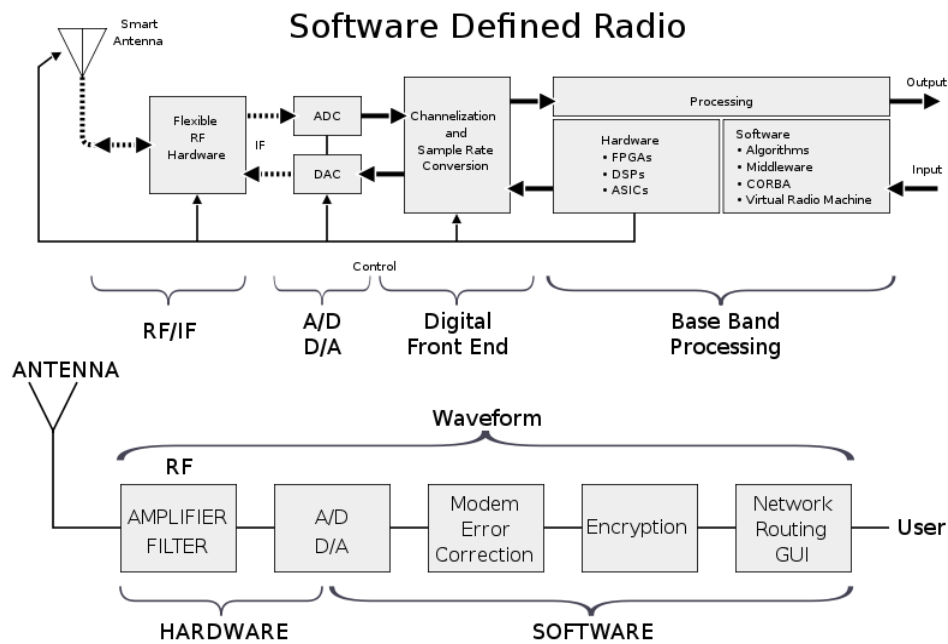 Software Defined Radio
Smart
Antenna
Flexible
RF
Hardware
IF
ADC
DAC
Channelization
and
Sample Rate
Conversion
Processing
Hardware
• FPGAs
• DSPs
• ASICs
Software
• Algorithms
• Middleware
• CORBA
• Virtual Radio Machine
Output
Input
Control
RF/IF
A/D
D/A
Digital
Front End
Base Band
Processing
ANTENNA
Waveform
RF
AMPLIFIER
FILTER
A/D
D/A
Modem
Error
Correction
Encryption
Network
Routing
GUI
User
HARDWARE
SOFTWARE